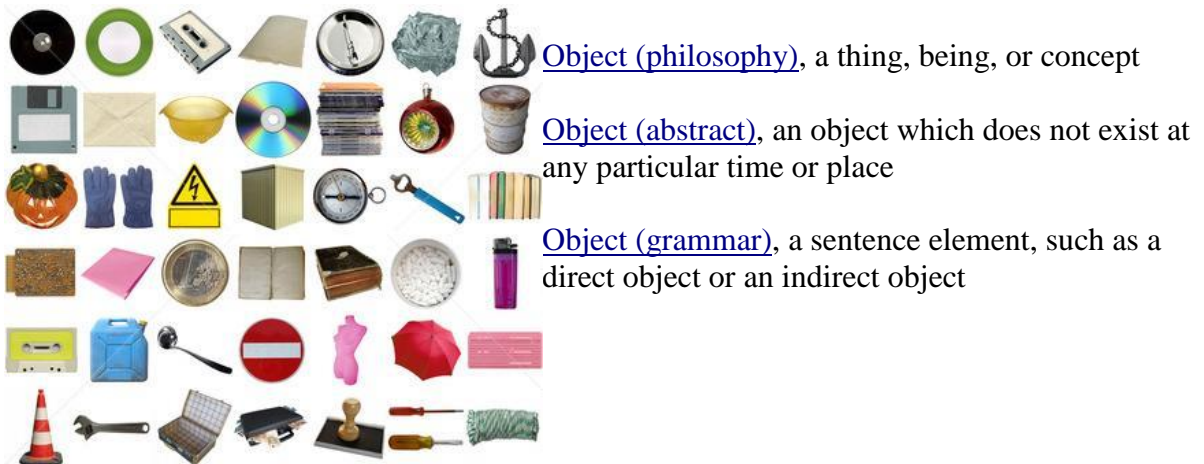 Object (philosophy), a thing, being, or concept
Object (abstract), an object which does not exist at
any particular time or place
Object (grammar), a sentence element, such as a
direct object or an indirect object